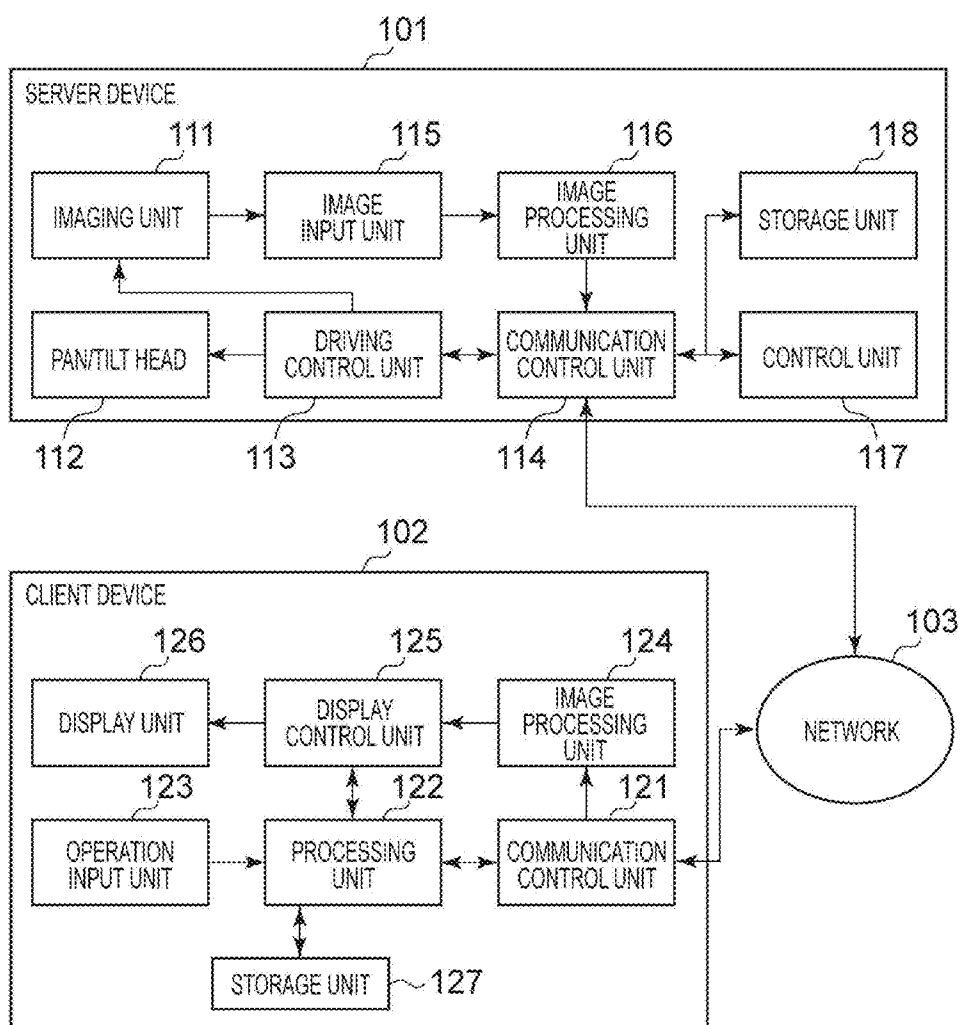 101
SERVER DEVICE
111
115
116
118
IMAGING UNIT
IMAGE
INPUT UNIT
IMAGE
PROCESSING
UNIT
STORAGE UNIT
PAN/TILT HEAD
DRIVING
CONTROL UNIT
COMMUNICATION
CONTROL UNIT
CONTROL UNIT
112
113
114
117
102
CLIENT DEVICE
126
125
124
103
DISPLAY UNIT
DISPLAY
CONTROL UNIT
IMAGE
PROCESSING
UNIT
NETWORK
123
122
121
OPERATION
INPUT UNIT
PROCESSING
UNIT
COMMUNICATION
CONTROL UNIT
STORAGE UNIT
127